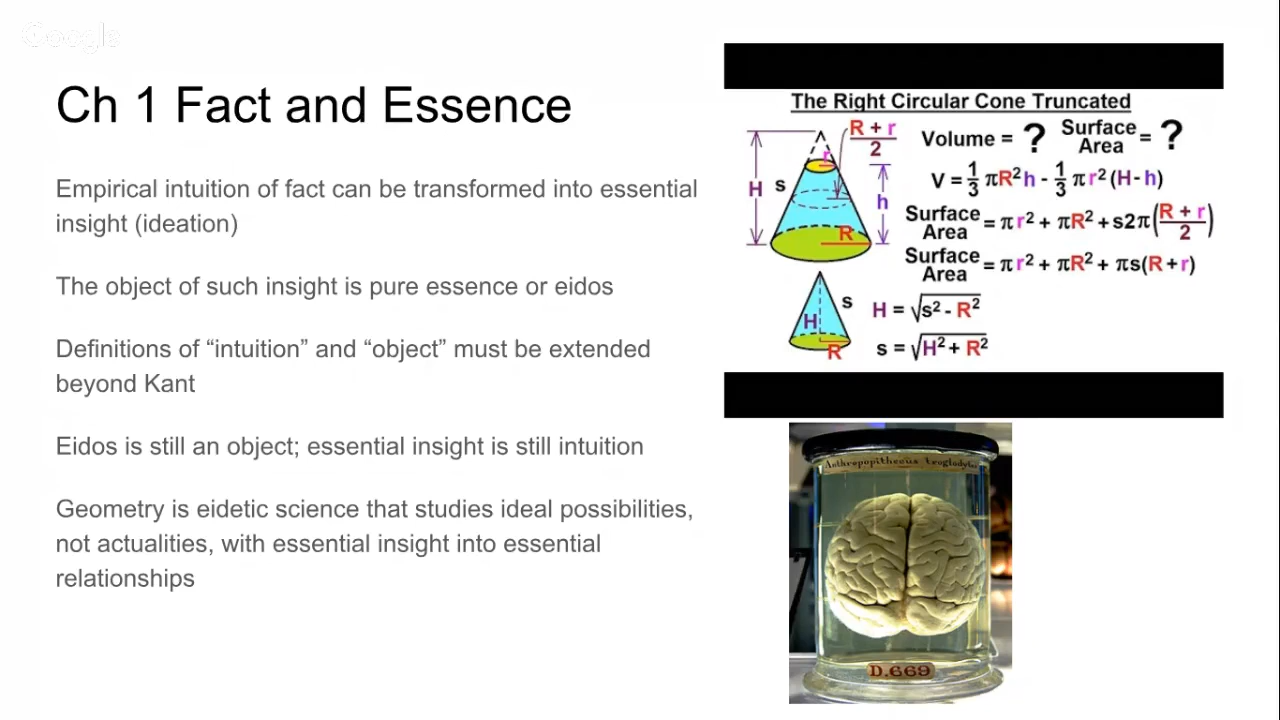 Google
Ch 1 Fact and Essence
Empirical intuition of fact can be transformed into essential
insight (ideation)
The object of such insight is pure essence or eidos
Definitions of “intuition” and “object” must be extended
beyond Kant
Eidos is still an object; essential insight is still intuition
Geometry is eidetic science that studies ideal possibilities,
not actualities, with essential insight into essential
relationships
The Right Circular Cone Truncated
H s r R + r / 2 h R
Volume = ? Surface Area = ?
V = 1/3 πR²h - 1/3 πr² (H - h)
Surface Area = πr² + πR² + s2π(R + r / 2)
Surface Area = πr² + πR² + πs(R + r)
H s R
H = √s² - R²
s = √H² + R²
Anthropopithecus troglodytes
D.669